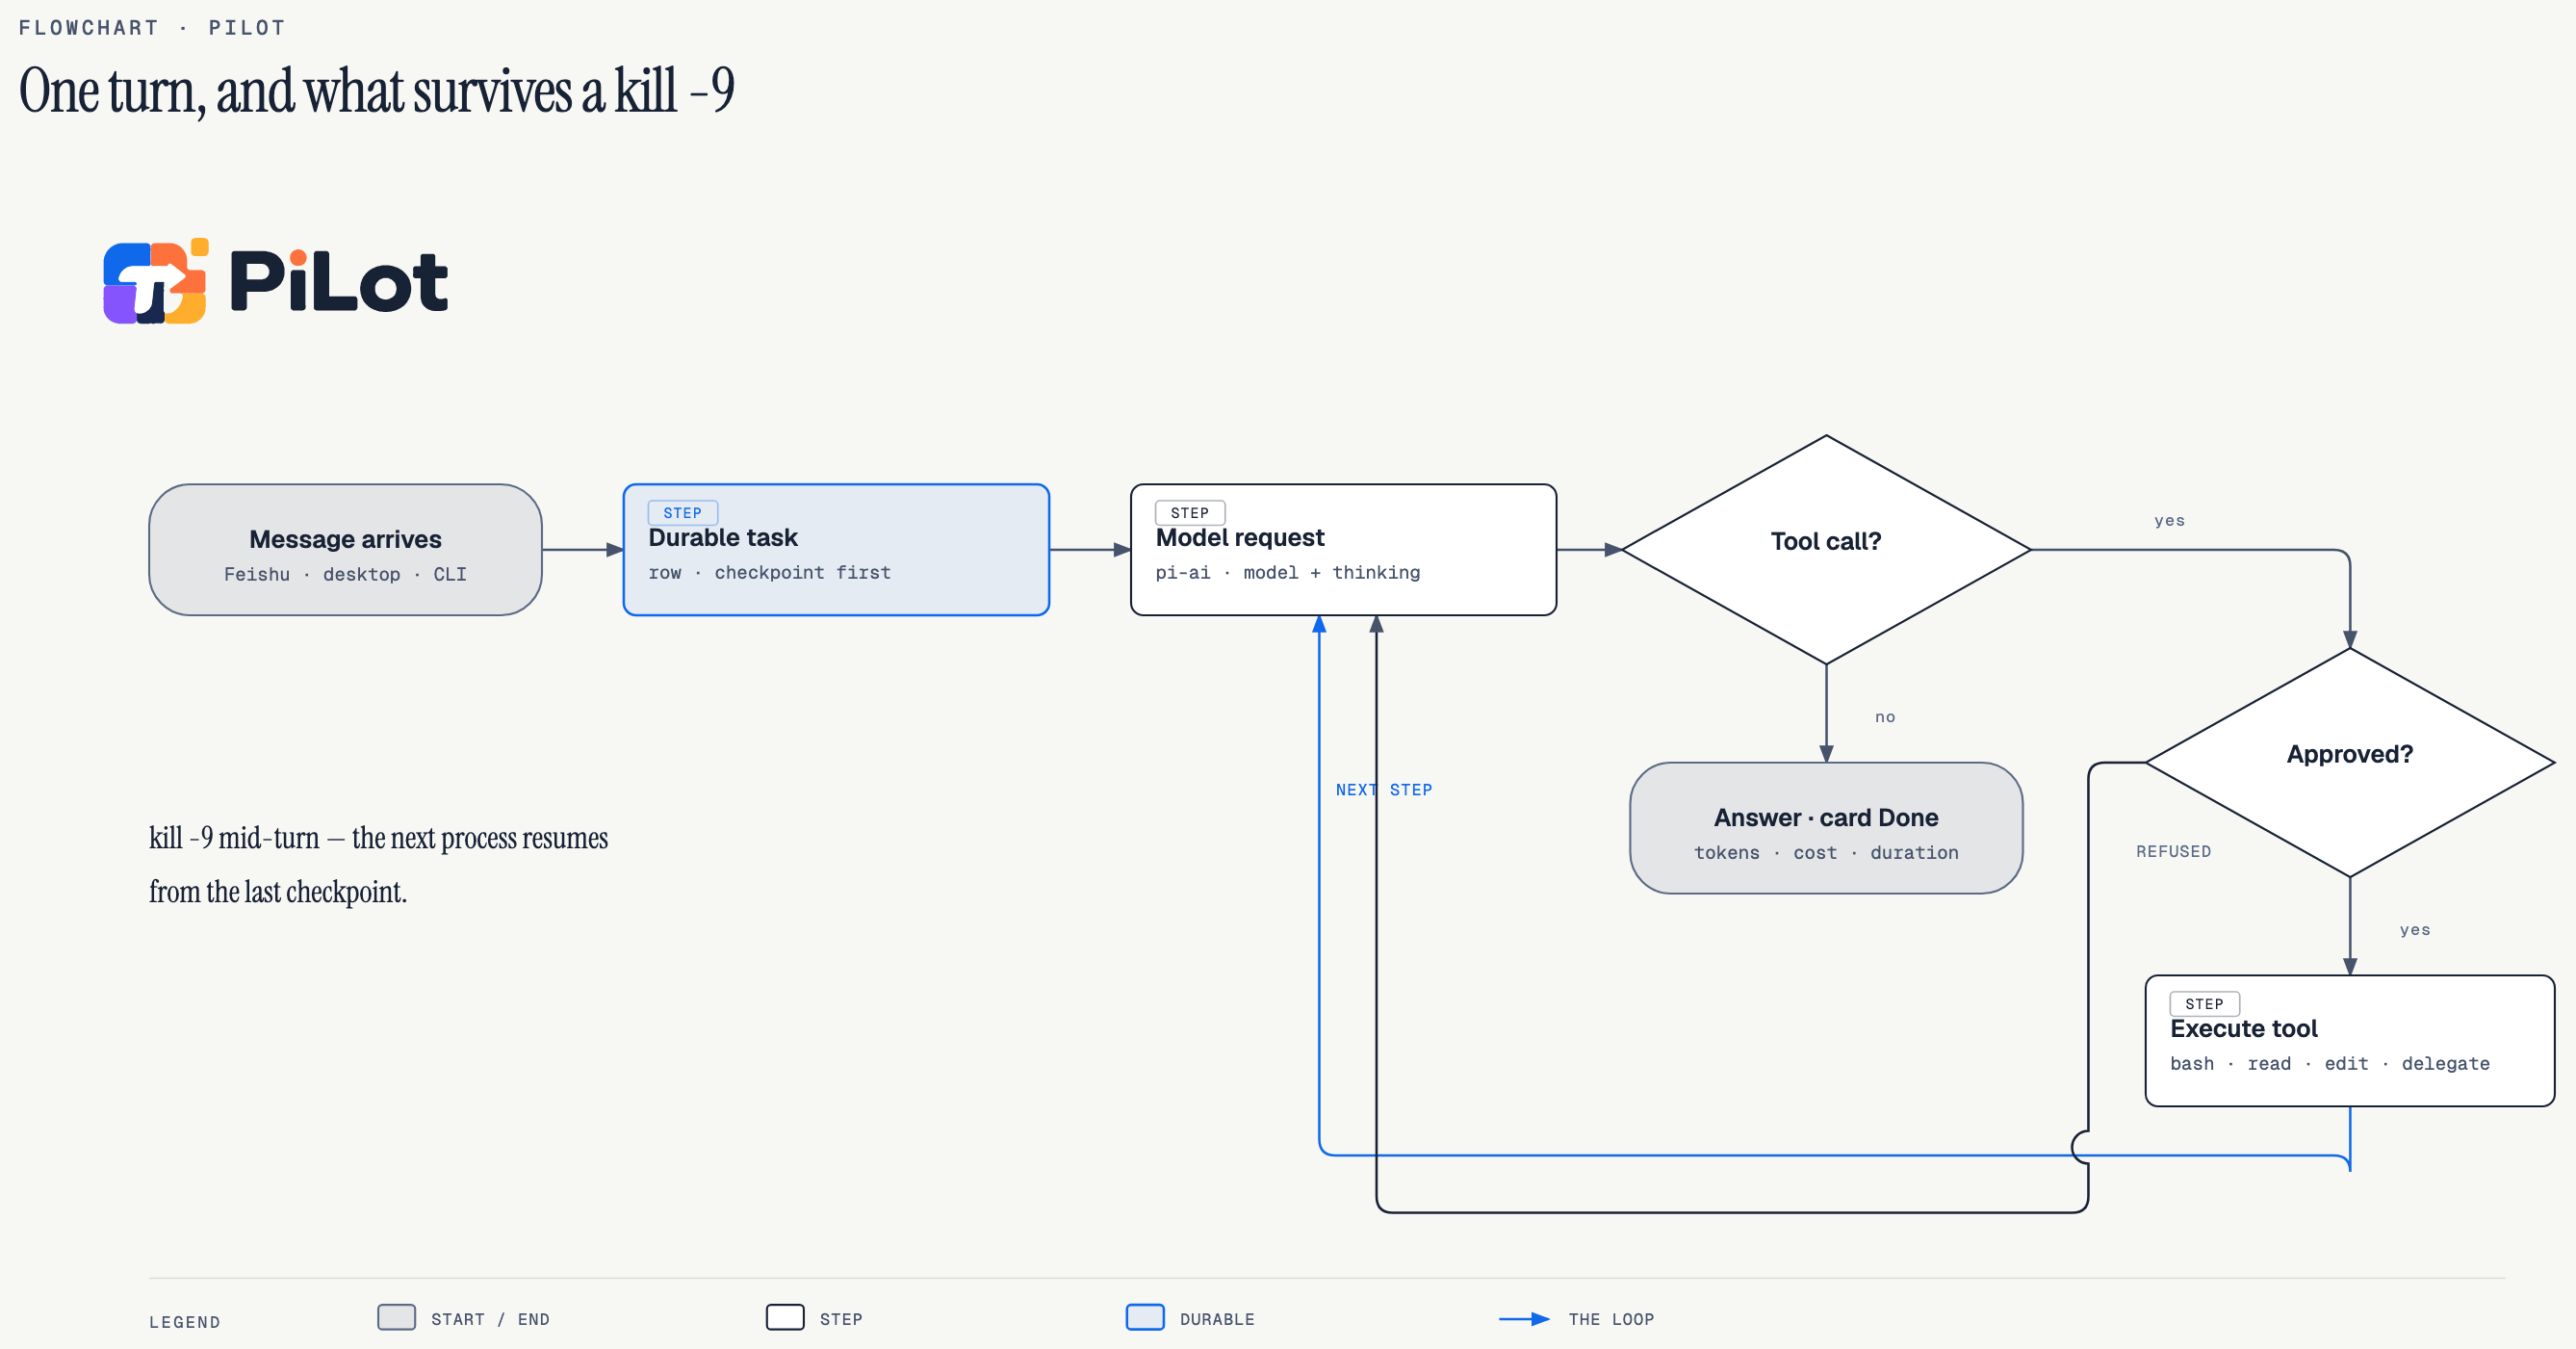 FLOWCHART · PILOT
One turn, and what survives a kill -9
PiLot
Message arrives
Feishu · desktop · CLI
STEP
Durable task
row · checkpoint first
STEP
Model request
pi-ai · model + thinking
Tool call?
yes
no
Approved?
NEXT STEP
Answer · card Done
tokens · cost · duration
REFUSED
kill -9 mid-turn — the next process resumes
from the last checkpoint.
yes
STEP
Execute tool
bash · read · edit · delegate
LEGEND
START / END
STEP
DURABLE
THE LOOP